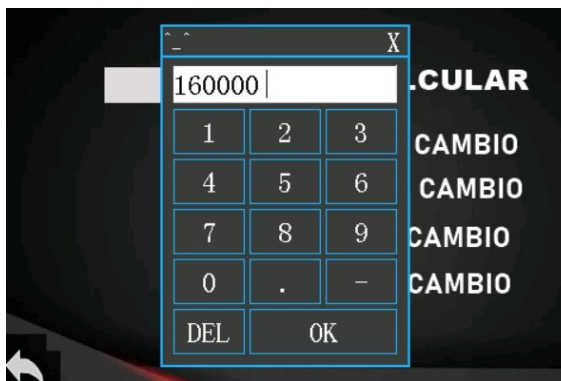 ^_^ X
160000
.CULAR
1 2 3
CAMBIO
4 5 6
CAMBIO
7 8 9
CAMBIO
0 . -
CAMBIO
DEL OK